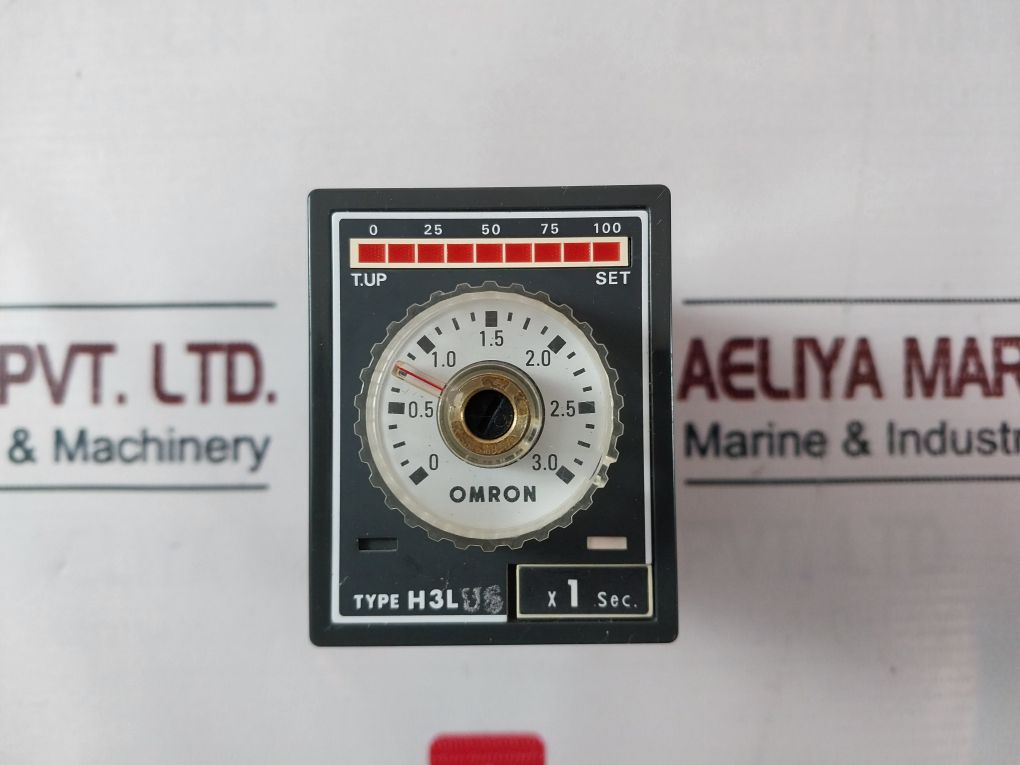 0 25 50 75 100
T.UP SET
1.5
1.0 2.0
0.5 2.5
0 3.0
OMRON
TYPE H3L
x 1 Sec.
PVT. LTD.
& Machinery
AELIYA MAR
Marine & Industr